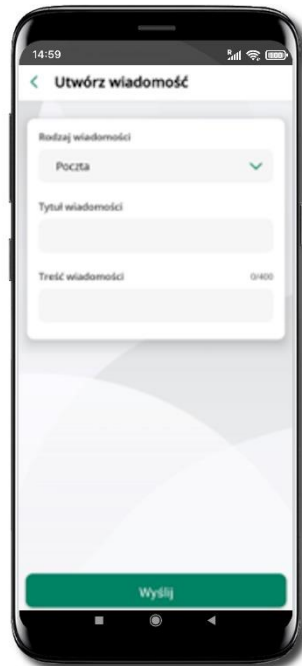 14:59
Utwórz wiadomość
Rodzaj wiadomości
Poczta
Tytuł wiadomości
Treść wiadomości 0/400
Wyślij